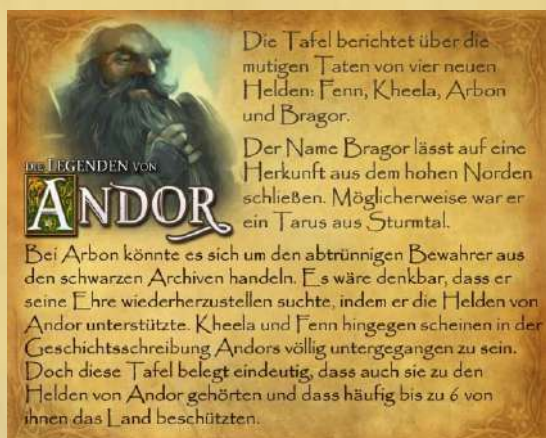 Die Tafel berichtet über die
mutigen Taten von vier neuen
Helden: Fenn, Kheela, Arbon
und Bragor.
Der Name Bragor lässt auf eine
Herkunft aus dem hohen Norden
schließen. Möglicherweise war er
ein Tarus aus Sturmtal.
DIE LEGENDEN VON
ANDOR
Bei Arbon könnte es sich um den abtrünnigen Bewahrer aus
den schwarzen Archiven handeln. Es wäre denkbar, dass er
seine Ehre wiederherzustellen suchte, indem er die Helden von
Andor unterstützte. Kheela und Fenn hingegen scheinen in der
Geschichtsschreibung Andors völlig untergegangen zu sein.
Doch diese Tafel belegt eindeutig, dass auch sie zu den
Helden von Andor gehörten und dass häufig bis zu 6 von
ihnen das Land beschützten.